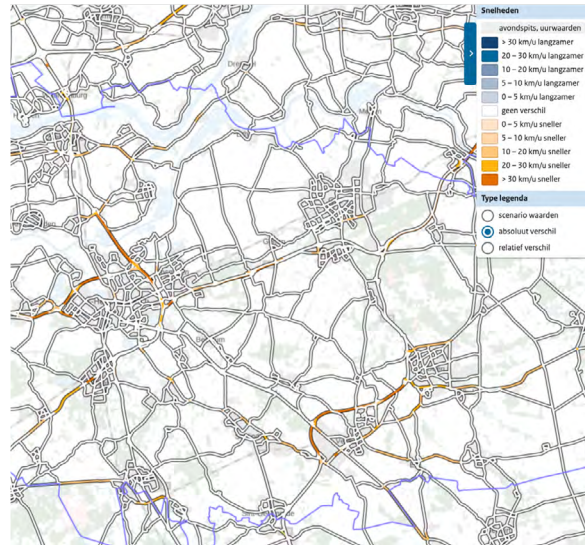 Snelheden
avondspits, uurwaarden
> 30 km/u langzamer
20 – 30 km/u langzamer
10 – 20 km/u langzamer
5 – 10 km/u langzamer
0 – 5 km/u langzamer
geen verschil
0 – 5 km/u sneller
5 – 10 km/u sneller
10 – 20 km/u sneller
20 – 30 km/u sneller
> 30 km/u sneller
Type legenda
scenario waarden
absoluut verschil
relatief verschil